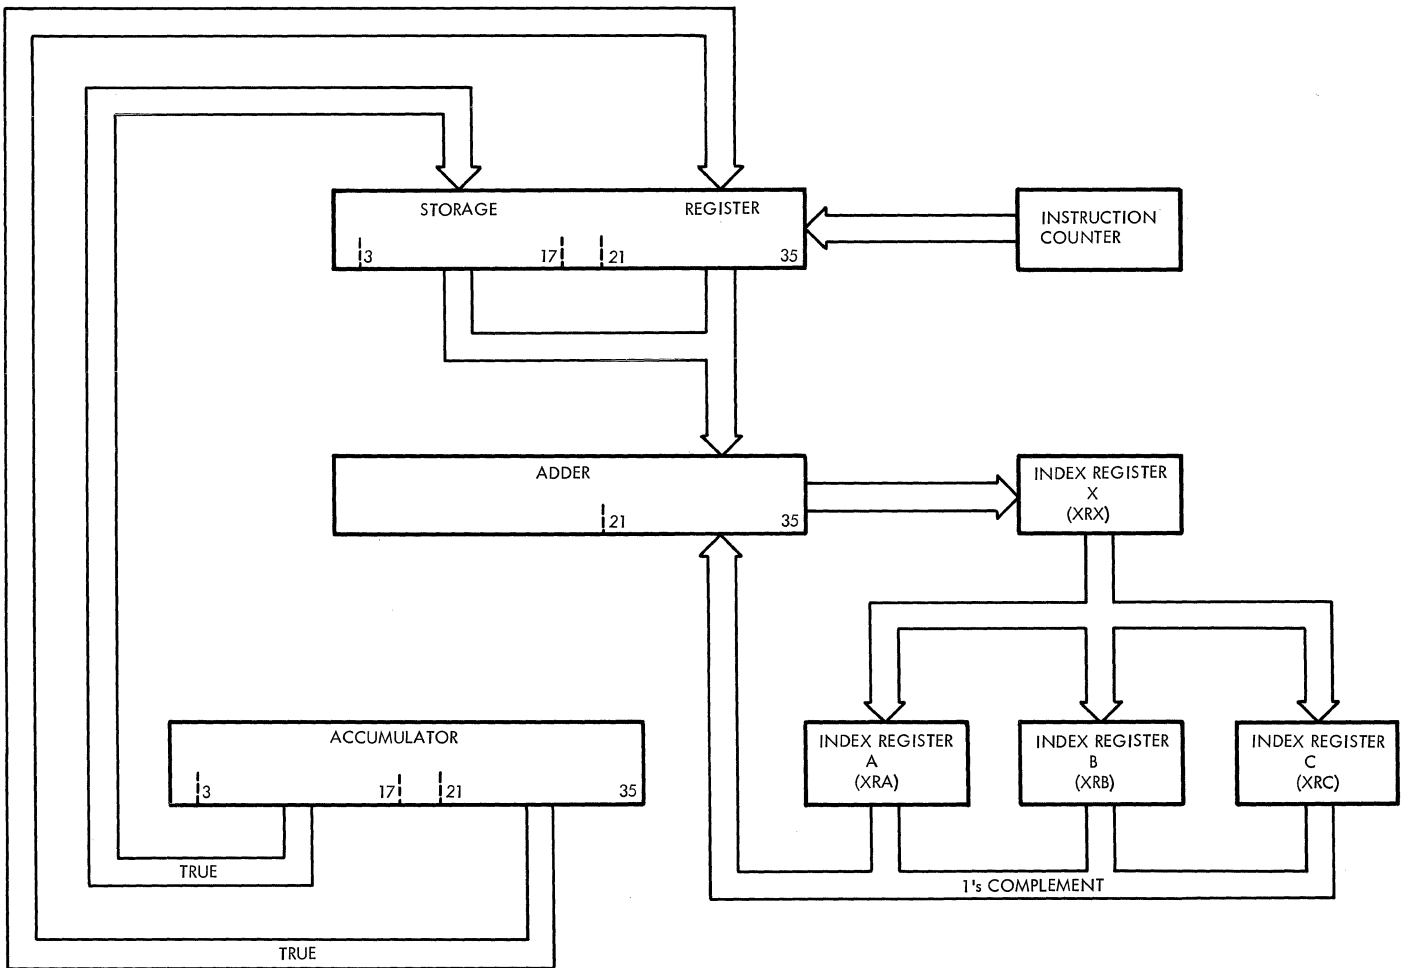 STORAGE REGISTER
3 17 21 35
INSTRUCTION
COUNTER
ADDER
21 35
INDEX REGISTER
X
(XRX)
ACCUMULATOR
3 17 21 35
INDEX REGISTER
A
(XRA)
INDEX REGISTER
B
(XRB)
INDEX REGISTER
C
(XRC)
TRUE
1's COMPLEMENT
TRUE